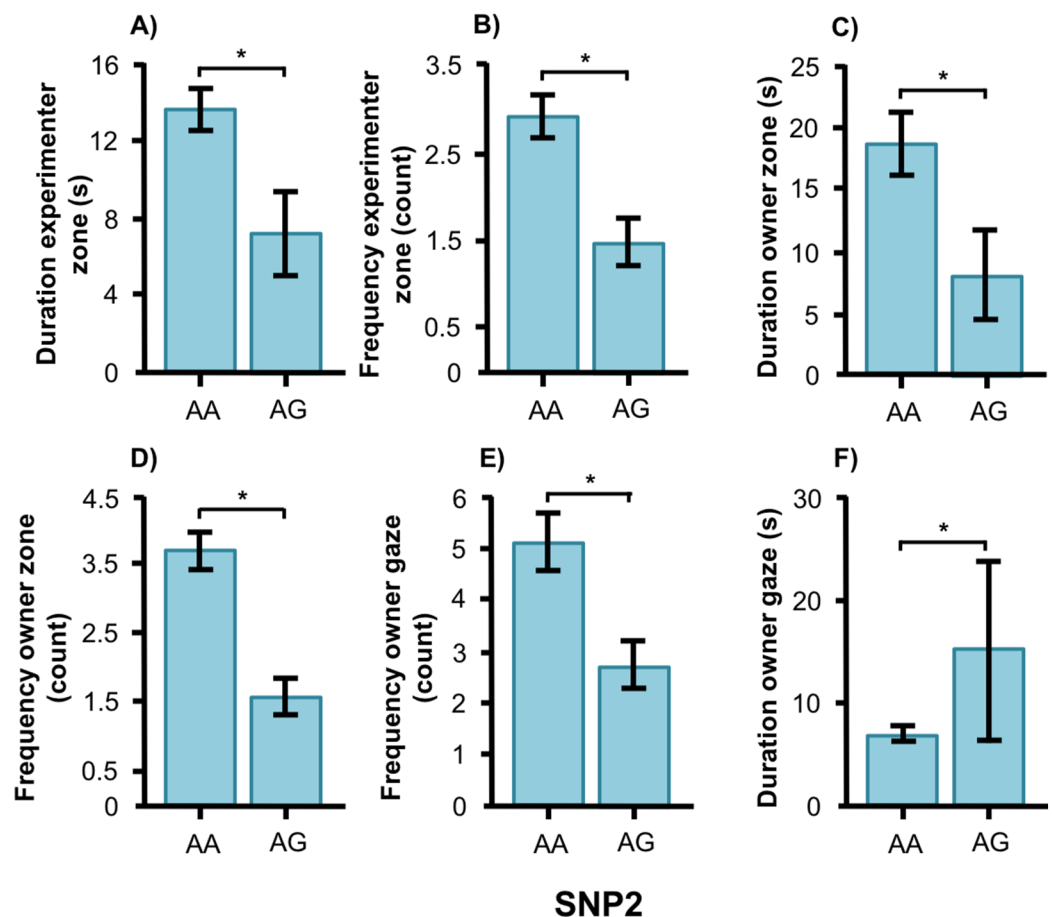 A)
Duration experimenter
zone (s)
16
12
8
4
0
*
AA
AG
B)
Frequency experimenter
zone (count)
3.5
2.5
1.5
0.5
0
*
AA
AG
C)
Duration owner zone (s)
25
20
15
10
5
0
*
AA
AG
D)
Frequency owner zone
(count)
4.5
3.5
2.5
1.5
0.5
0
*
AA
AG
E)
Frequency owner gaze
(count)
6
5
4
3
2
1
0
*
AA
AG
F)
Duration owner gaze (s)
30
20
10
0
*
AA
AG
SNP2